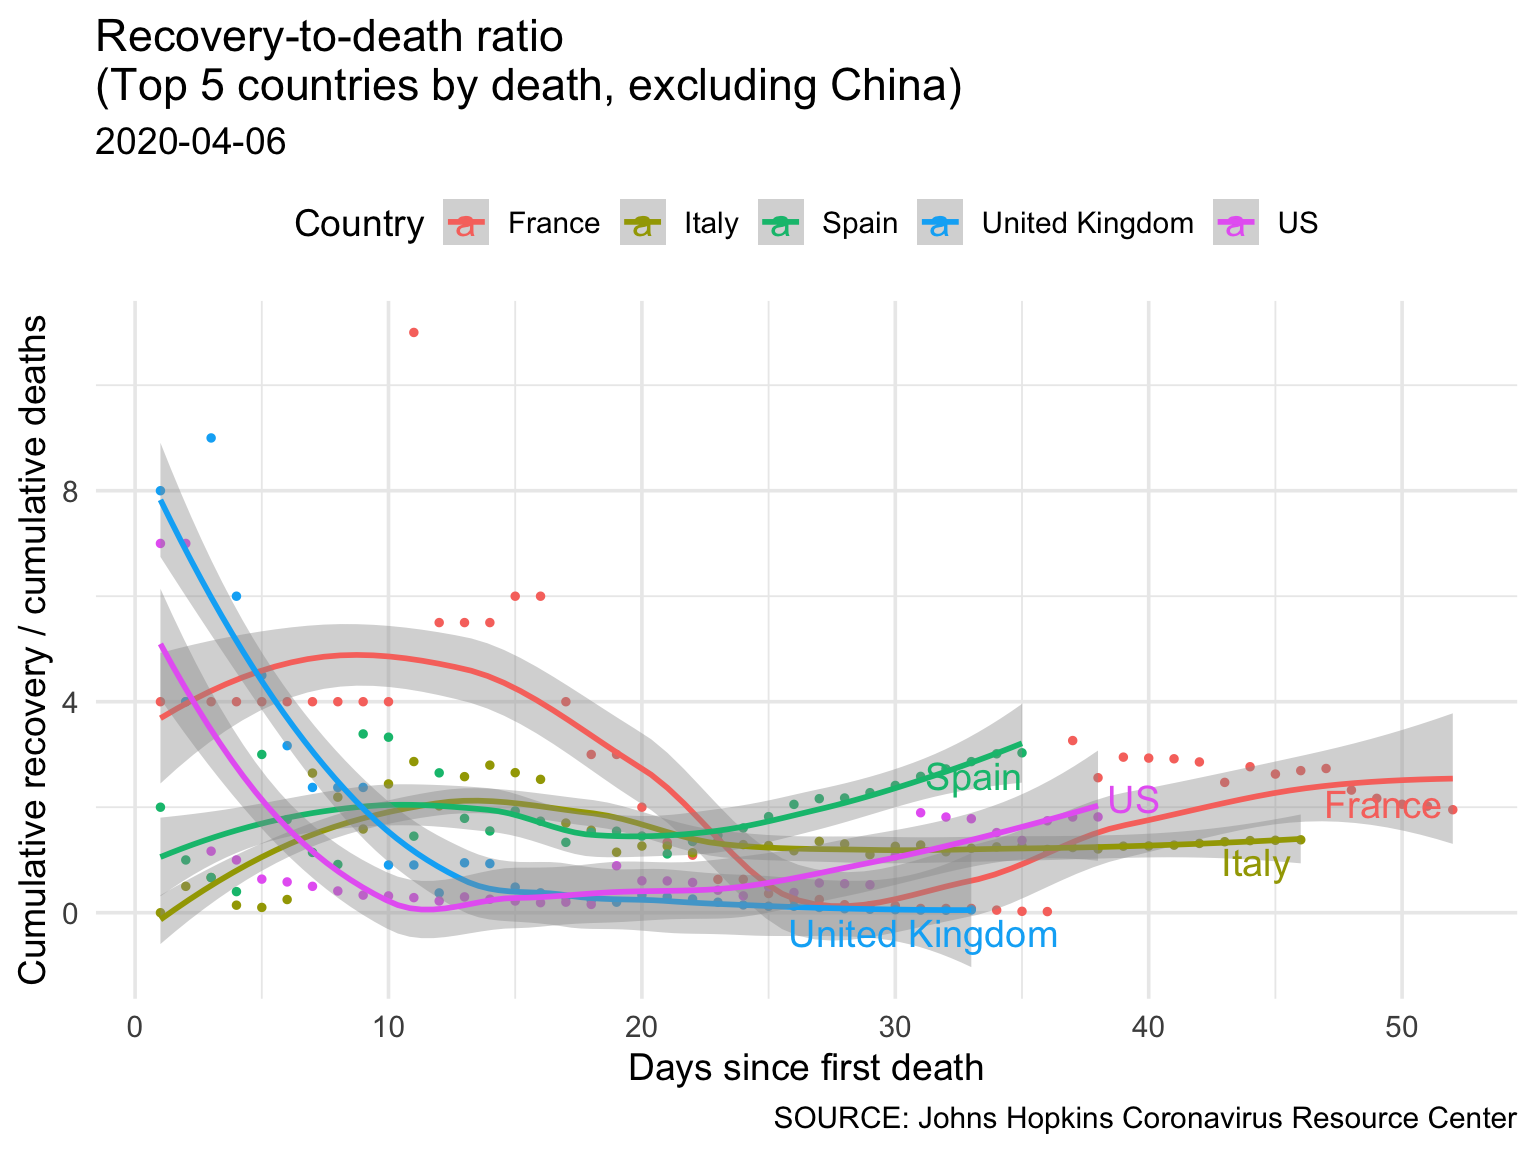 Recovery-to-death ratio
(Top 5 countries by death, excluding China)
2020-04-06
Country a France a Italy a Spain a United Kingdom a US
Cumulative recovery / cumulative deaths
8
4
0
Spain
US
France
Italy
United Kingdom
0 10 20 30 40 50
Days since first death
SOURCE: Johns Hopkins Coronavirus Resource Center